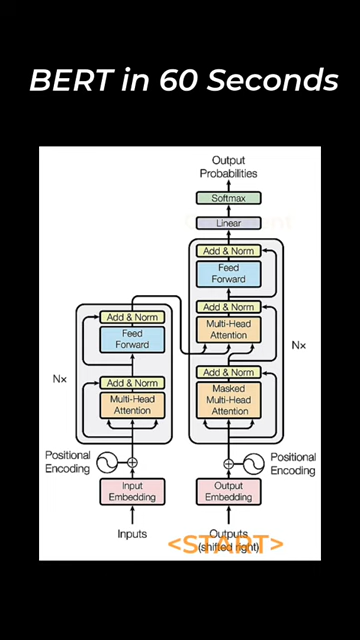 BERT in 60 Seconds
Output
Probabilities
Softmax
Linear
Add & Norm
Feed
Forward
Add & Norm
Multi-Head
Attention
Add & Norm
Masked
Multi-Head
Attention
Nx
Add & Norm
Feed
Forward
Add & Norm
Multi-Head
Attention
Nx
Positional
Encoding
Positional
Encoding
Input
Embedding
Output
Embedding
Inputs
Outputs
(shifted right)
<START>